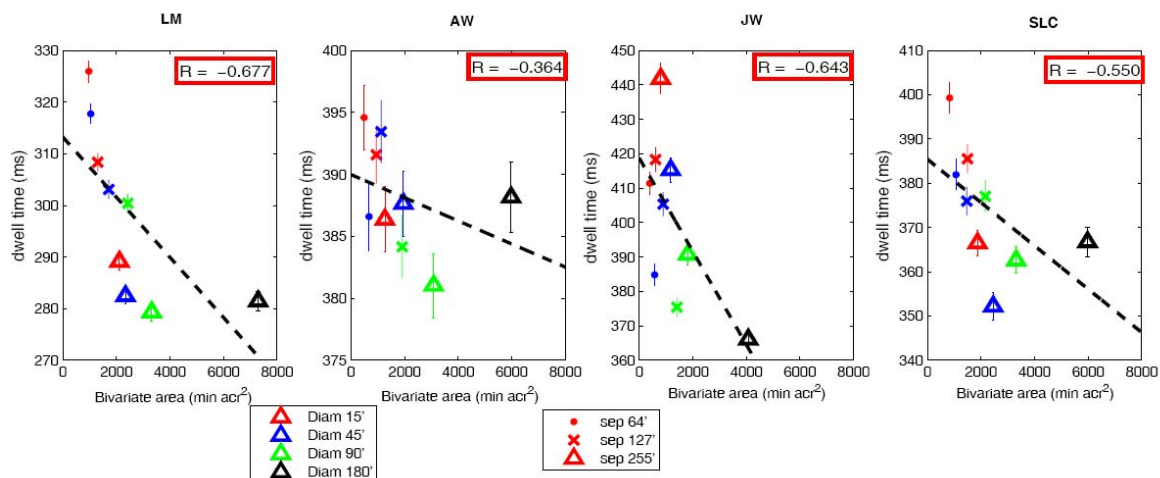 LM
AW
JW
SLC
R = −0.677
R = −0.364
R = −0.643
R = −0.550
dwell time (ms)
330
320
310
300
290
280
270
0 2000 4000 6000 8000
Bivariate area (min acr²)
dwell time (ms)
400
395
390
385
380
375
0 2000 4000 6000 8000
Bivariate area (min acr²)
dwell time (ms)
450
440
430
420
410
400
390
380
370
360
0 2000 4000 6000 8000
Bivariate area (min acr²)
dwell time (ms)
410
400
390
380
370
360
350
340
0 2000 4000 6000 8000
Bivariate area (min acr²)
Diam 15'
Diam 45'
Diam 90'
Diam 180'
sep 64'
sep 127'
sep 255'